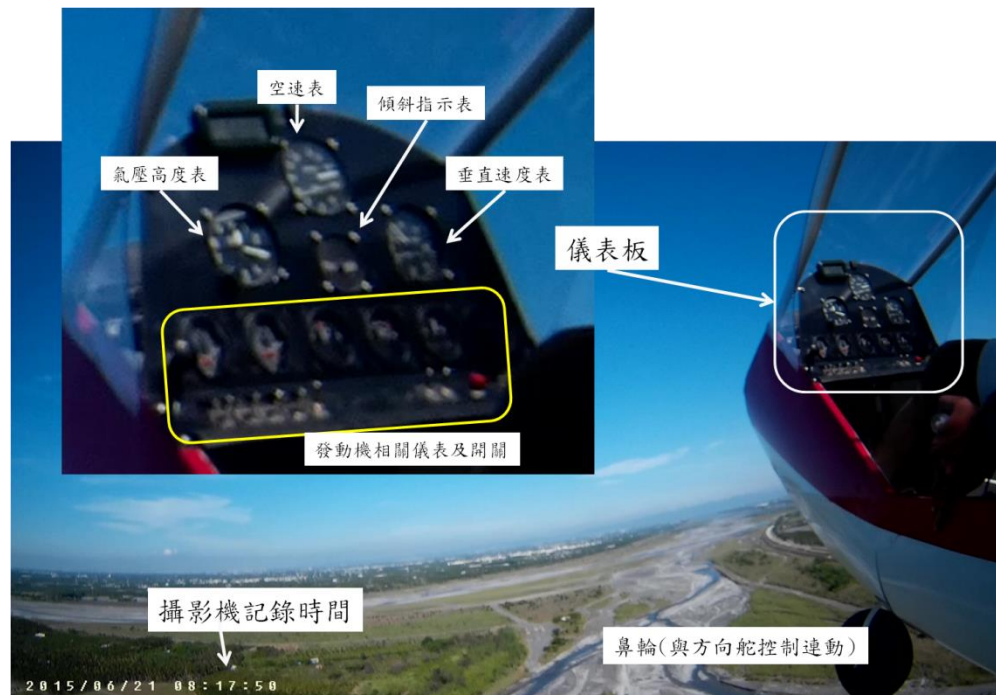 空速表
傾斜指示表
氣壓高度表
垂直速度表
儀表板
發動機相關儀表及開關
攝影機記錄時間
鼻輪(與方向舵控制連動)
2015/06/21 08:17:50